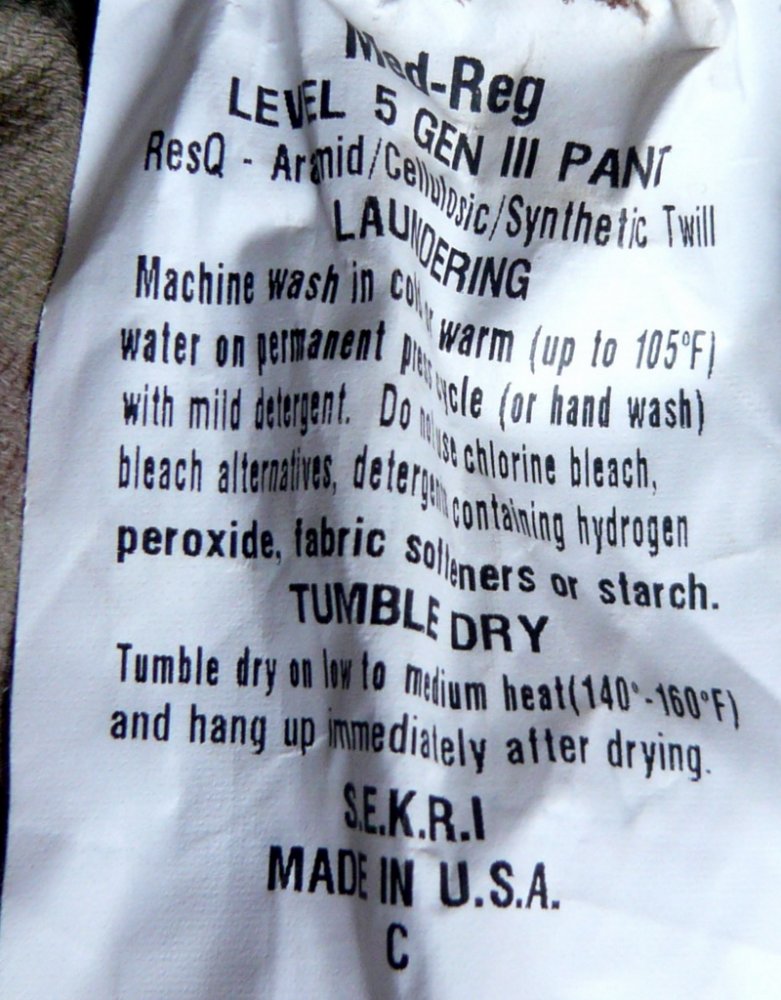 Med-Reg
LEVEL 5 GEN III PANT
ResQ - Aramid/Cellulosic/Synthetic Twill
LAUNDERING
Machine wash in cold or warm (up to 105°F)
water on permanent press cycle (or hand wash)
with mild detergent. Do not use chlorine bleach,
bleach alternatives, detergent containing hydrogen
peroxide, fabric softeners or starch.
TUMBLE DRY
Tumble dry on low to medium heat(140°-160°F)
and hang up immediately after drying.
S.E.K.R.I
MADE IN U.S.A.
C